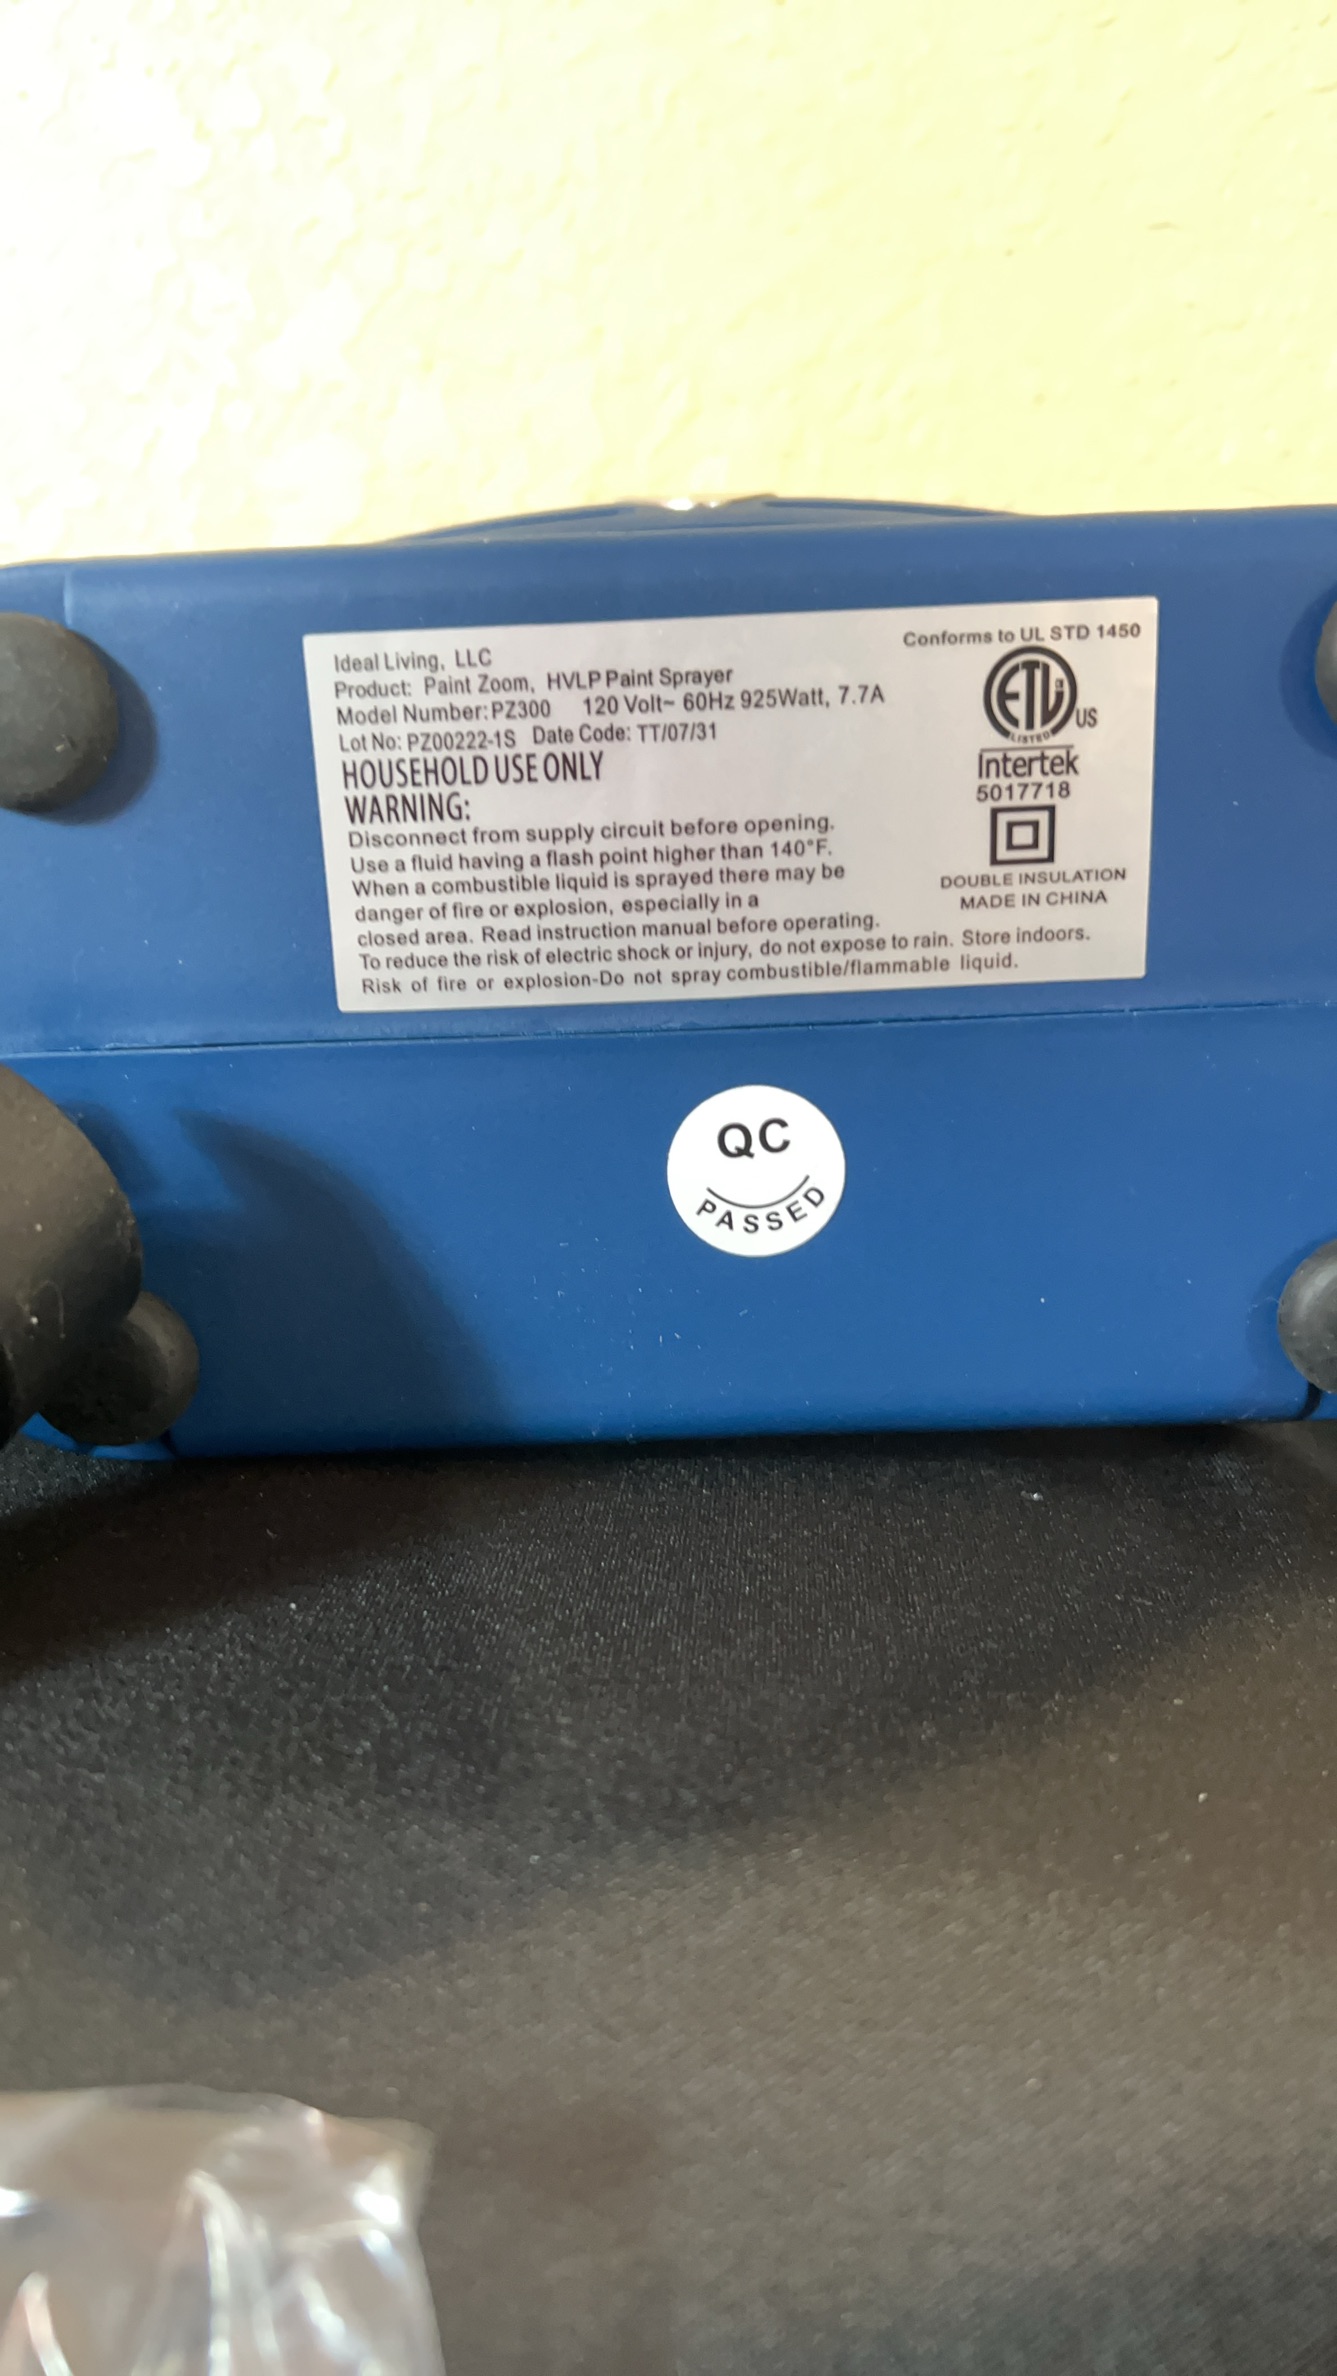 Ideal Living, LLC
Product: Paint Zoom, HVLP Paint Sprayer
Model Number: PZ300 120 Volt~ 60Hz 925Watt, 7.7A
Lot No: PZ00222-1S Date Code: TT/07/31
HOUSEHOLD USE ONLY
WARNING:
Disconnect from supply circuit before opening.
Use a fluid having a flash point higher than 140°F.
When a combustible liquid is sprayed there may be
danger of fire or explosion, especially in a
closed area. Read instruction manual before operating.
To reduce the risk of electric shock or injury, do not expose to rain. Store indoors.
Risk of fire or explosion-Do not spray combustible/flammable liquid.
Conforms to UL STD 1450
ETL
LISTED
US
Intertek
5017718
DOUBLE INSULATION
MADE IN CHINA
QC
PASSED